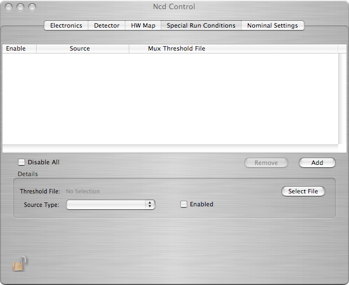 Ncd Control
Electronics Detector HW Map Special Run Conditions Nominal Settings
Enable Source Mux Threshold File
Disable All Remove Add
Details
Threshold File: No Selection Select File
Source Type: Enabled